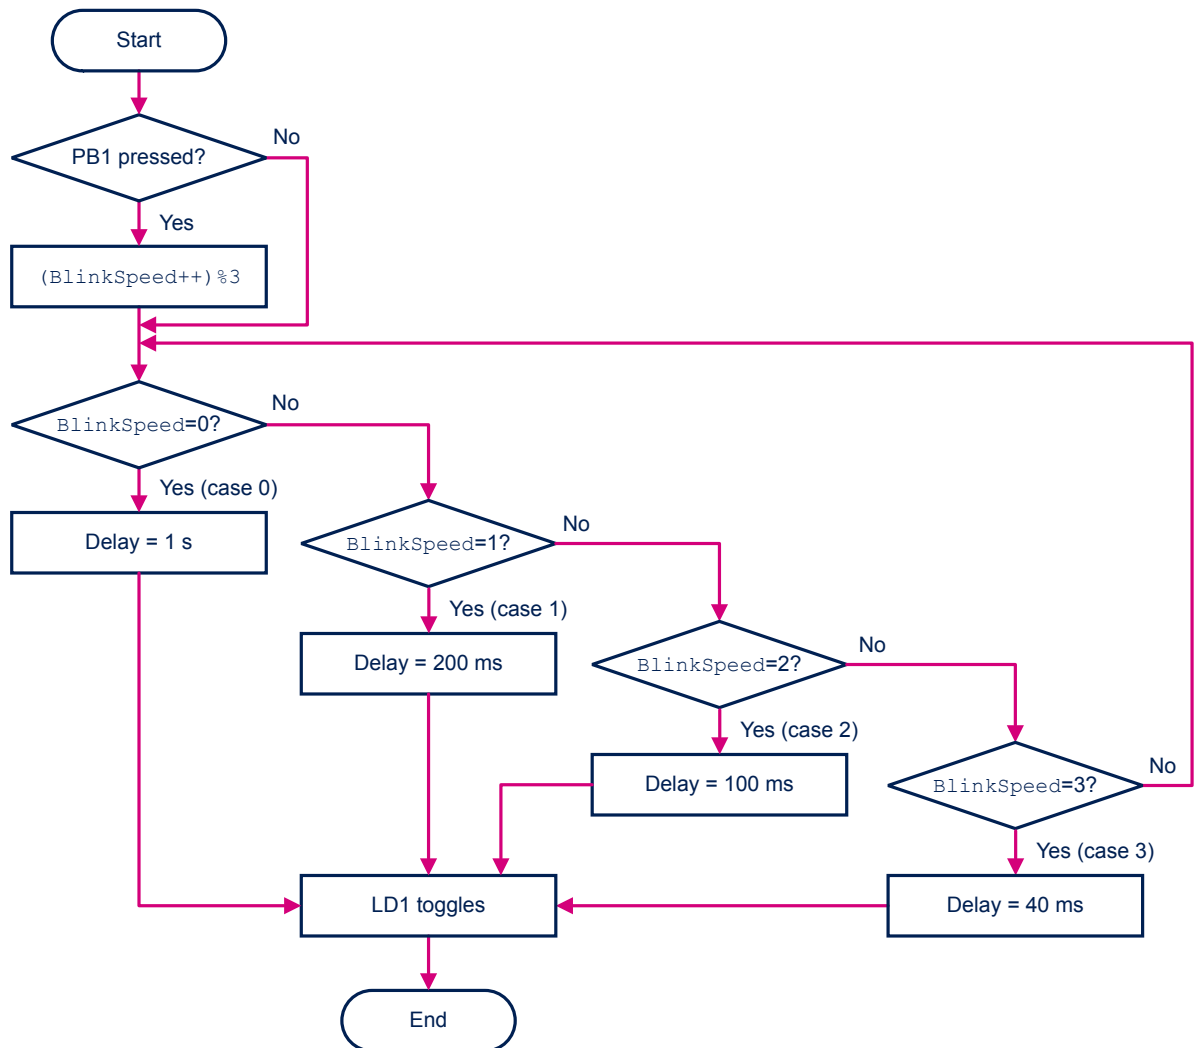 Start
PB1 pressed?
No
Yes
(BlinkSpeed++)%3
BlinkSpeed=0?
No
Yes (case 0)
Delay = 1 s
BlinkSpeed=1?
No
Yes (case 1)
Delay = 200 ms
BlinkSpeed=2?
No
Yes (case 2)
Delay = 100 ms
BlinkSpeed=3?
No
Yes (case 3)
Delay = 40 ms
LD1 toggles
End